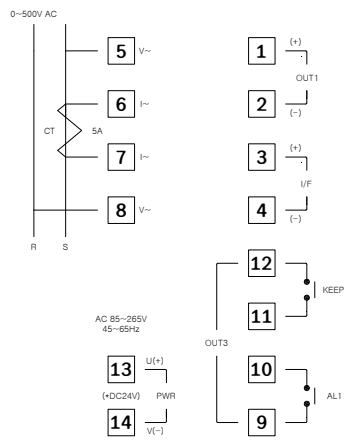 0~500V AC
5 V~
1 (+)
OUT1
6 I~
2 (-)
CT 5A
7 I~
3 (+)
I/F
8 V~
4 (-)
R S
12
KEEP
11
AC 85~265V
45~65Hz
OUT3
13 U(+)
10
(*DC24V) PWR
AL1
14 V(-)
9